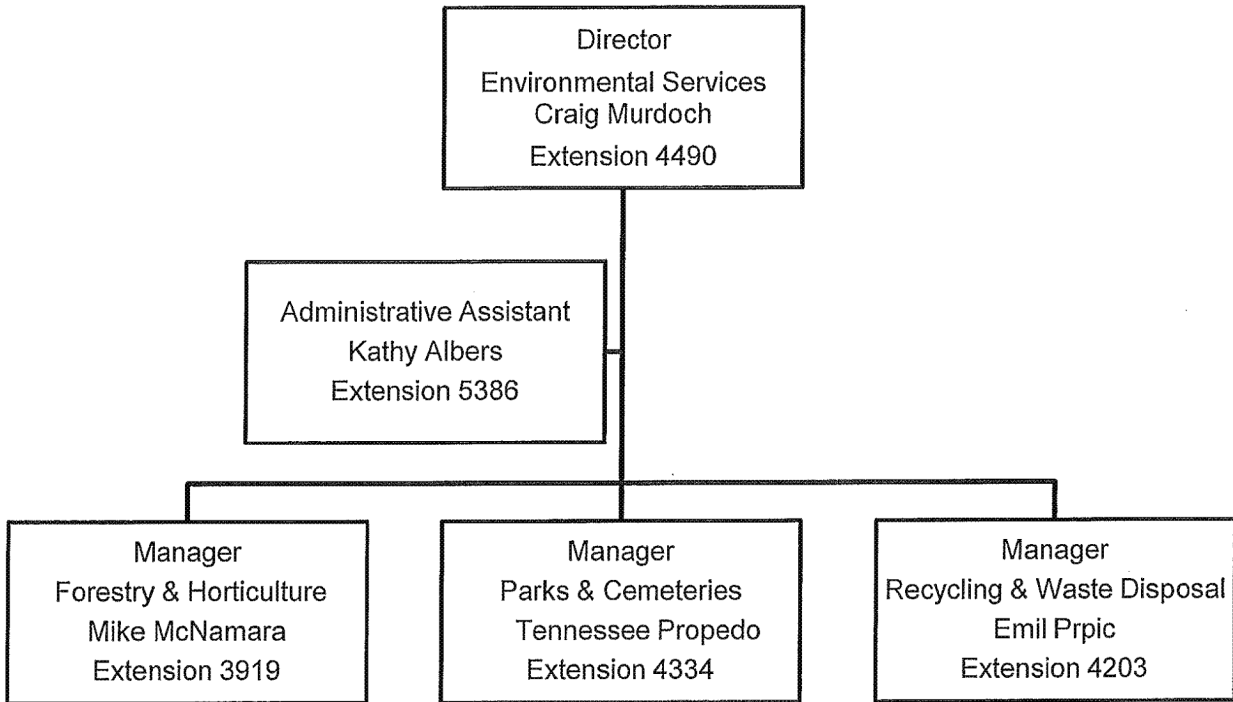 Director
Environmental Services
Craig Murdoch
Extension 4490
Administrative Assistant
Kathy Albers
Extension 5386
Manager
Forestry & Horticulture
Mike McNamara
Extension 3919
Manager
Parks & Cemeteries
Tennessee Propedo
Extension 4334
Manager
Recycling & Waste Disposal
Emil Prpic
Extension 4203